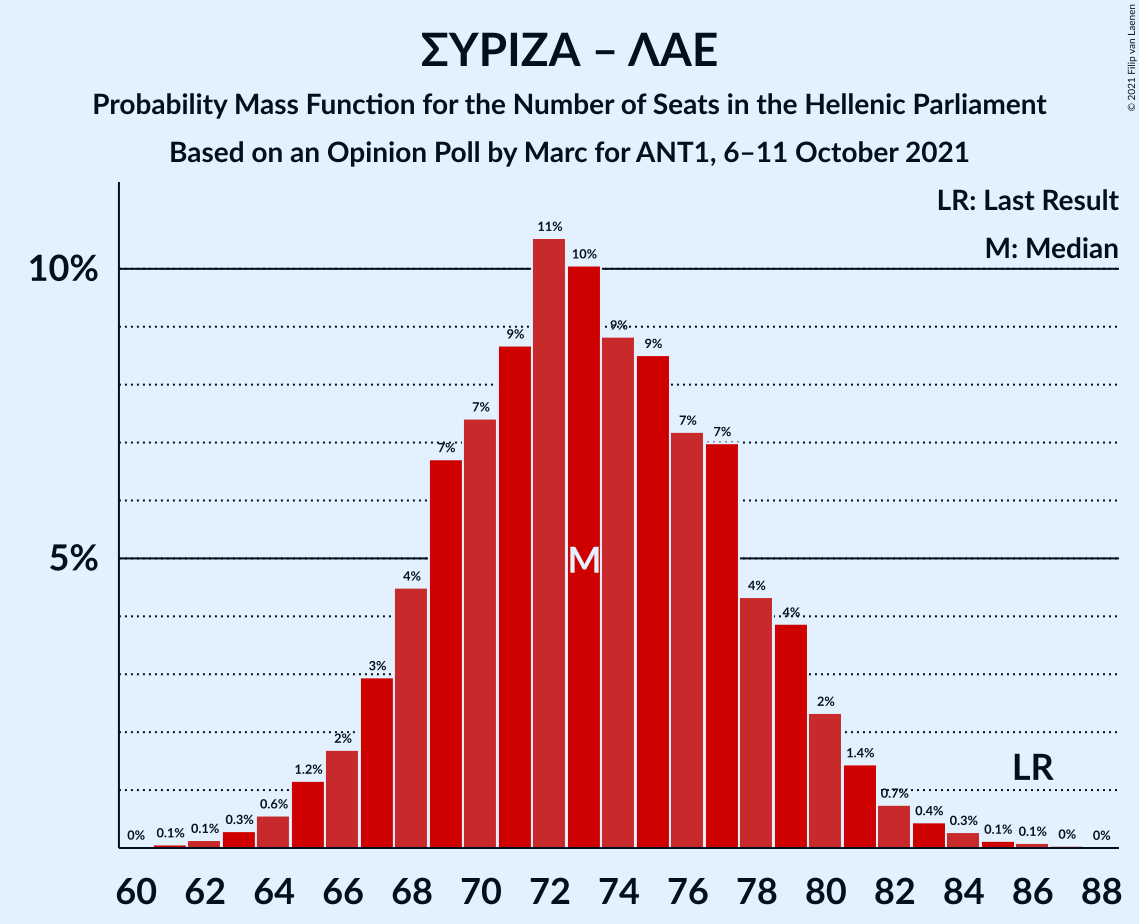 © 2021 Filip van Laenen
ΣΥΡΙΖΑ – ΛΑΕ
Probability Mass Function for the Number of Seats in the Hellenic Parliament
Based on an Opinion Poll by Marc for ANT1, 6–11 October 2021
LR: Last Result
M: Median
10%
5%
0% 0.1% 0.1% 0.3% 0.6% 1.2% 2% 3% 4% 7% 7% 9% 11% 10% 9% 9% 7% 7% 4% 4% 2% 1.4% 0.7% 0.4% 0.3% 0.1% 0.1% 0% 0%
M
LR
60 62 64 66 68 70 72 74 76 78 80 82 84 86 88